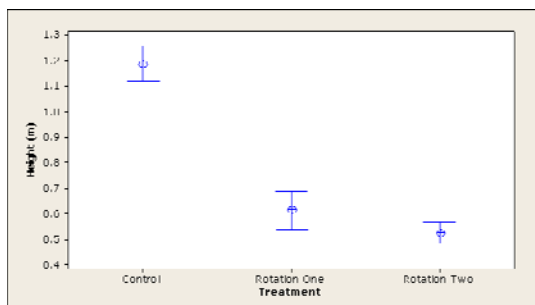 1.3
1.2
1.1
1.0
0.9
0.8
0.7
0.6
0.5
0.4
Height (m)
Control
Rotation One
Rotation Two
Treatment